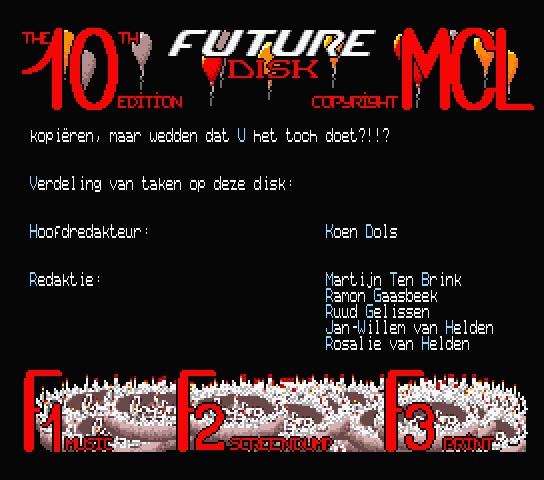 THE 10TH EDITION
FUTURE DISK
COPYRIGHT MCL
kopiëren, maar wedden dat U het toch doet?!!?
Verdeling van taken op deze disk:
Hoofdredakteur: Koen Dols
Redaktie: Martijn Ten Brink
Ramon Gaasbeek
Ruud Gelissen
Jan-Willem van Helden
Rosalie van Helden
F1 MUSIC F2 SCREENDUMP F3 PRINT